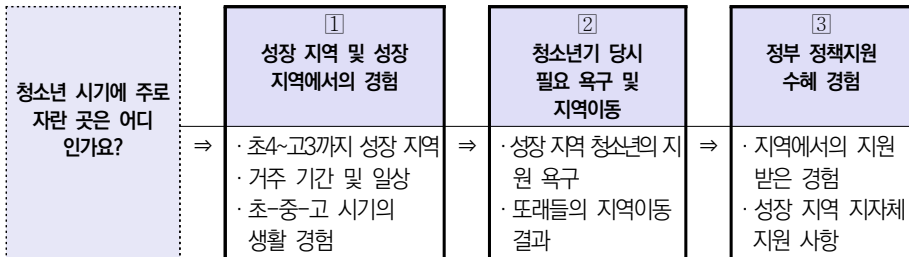 청소년 시기에 주로
자란 곳은 어디
인가요?
⇒
1
성장 지역 및 성장
지역에서의 경험
· 초4~고3까지 성장 지역
· 거주 기간 및 일상
· 초-중-고 시기의
생활 경험
⇒
2
청소년기 당시
필요 욕구 및
지역이동
· 성장 지역 청소년의 지
원 욕구
· 또래들의 지역이동
결과
⇒
3
정부 정책지원
수혜 경험
· 지역에서의 지원
받은 경험
· 성장 지역 지자체
지원 사항